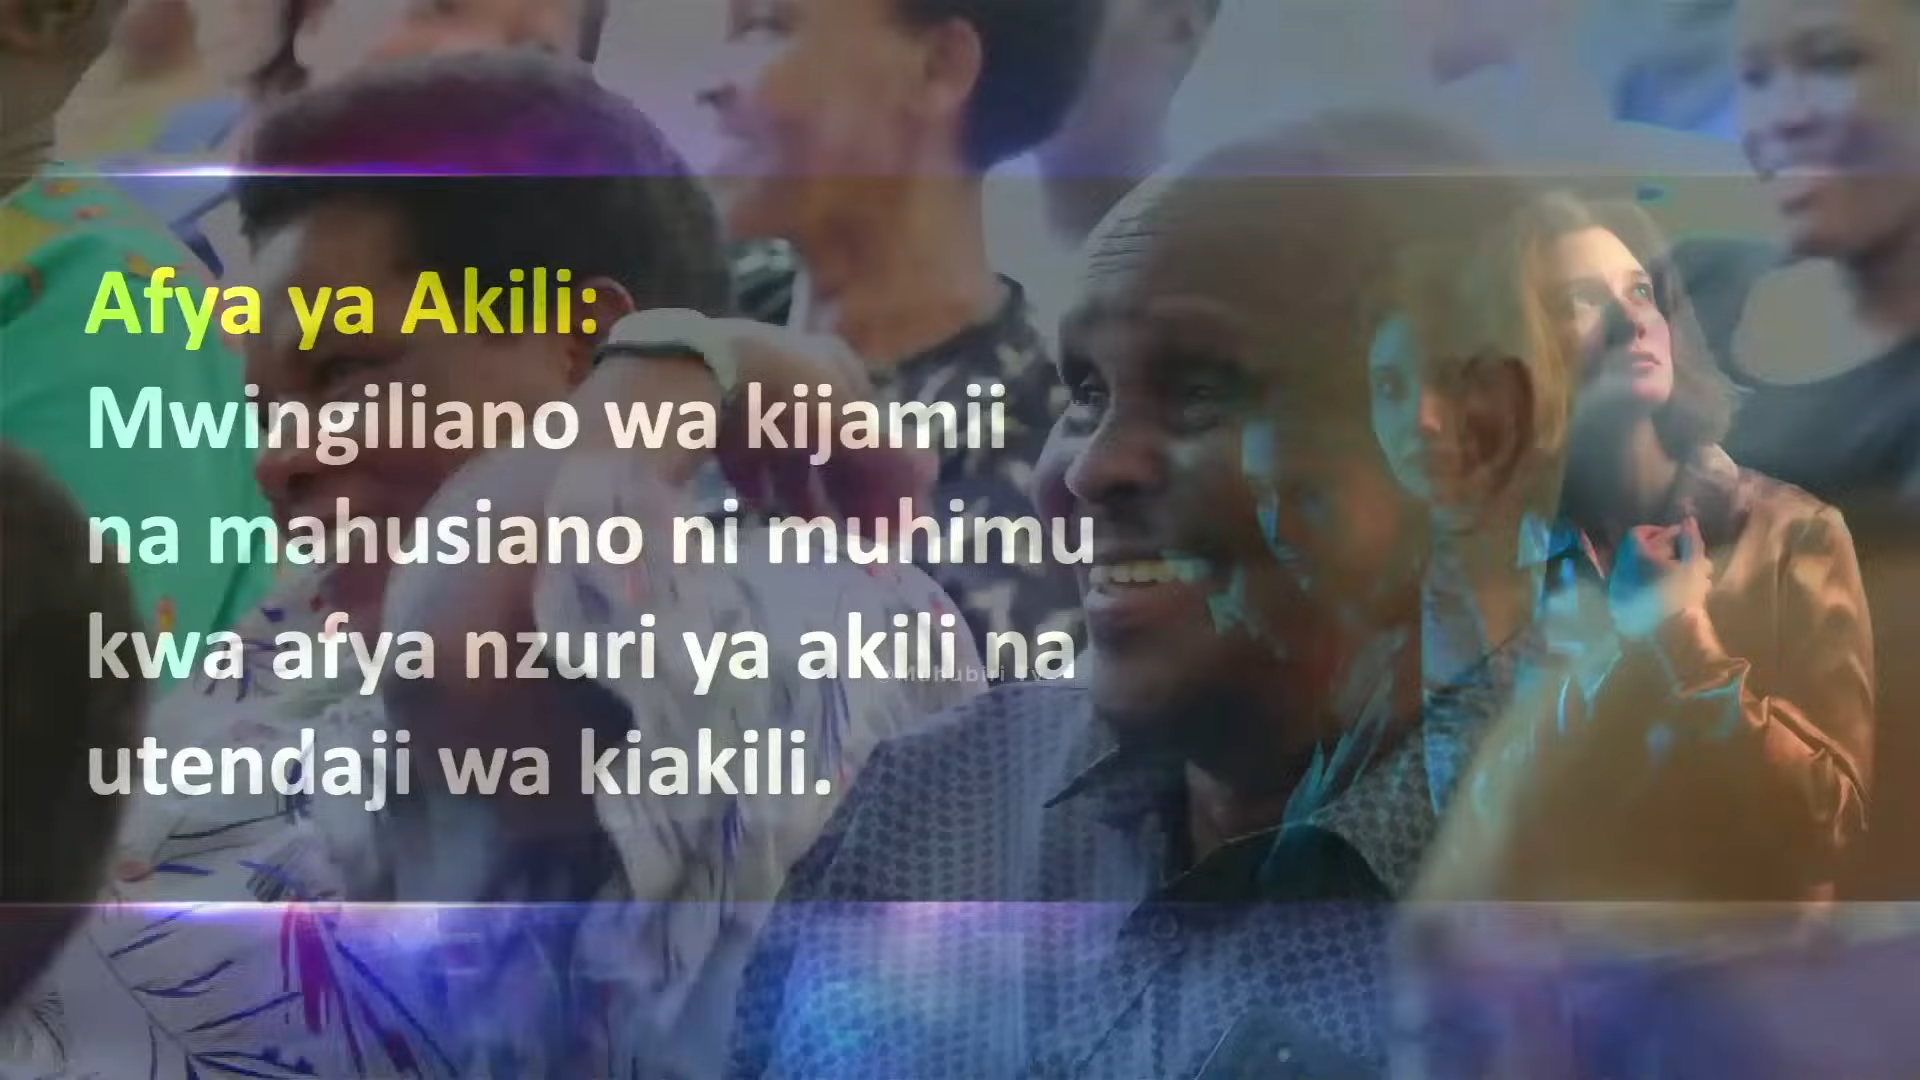 Afya ya Akili:
Mwingiliano wa kijamii
na mahusiano ni muhimu
kwa afya nzuri ya akili na
utendaji wa kiakili.